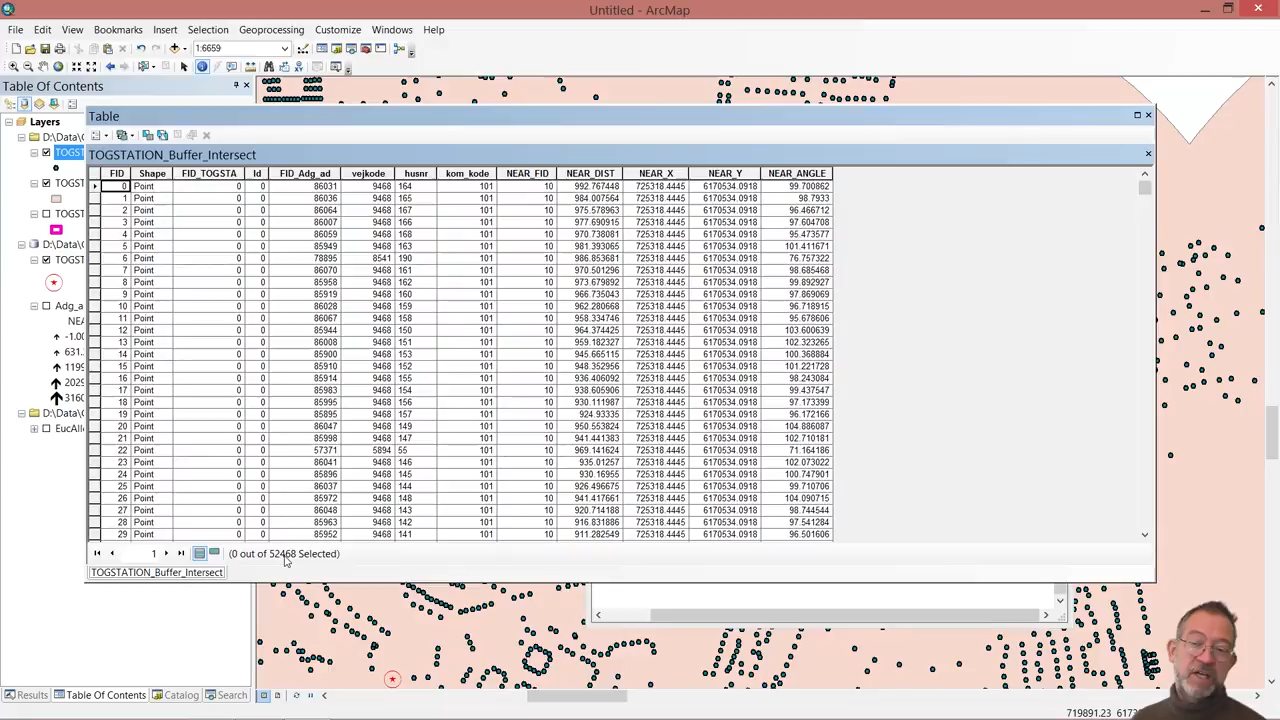 Untitled - ArcMap
File Edit View Bookmarks Insert Selection Geoprocessing Customize Windows Help
1:6659
Table Of Contents
Layers
D:\Data\
TOGST
TOGST
TOGST
D:\Data\
TOGST
Adg_a
NEA
-1.00
631.
1199
2029
3160
D:\Data\
EucAllo
Table
TOGSTATION_Buffer_Intersect
FID Shape FID_TOGSTA Id FID_Adg_ad vejkode husnr kom_kode NEAR_FID NEAR_DIST NEAR_X NEAR_Y NEAR_ANGLE
0 Point 0 0 86031 9468 164 101 10 992.767448 725318.4445 6170534.0918 99.700862
1 Point 0 0 86036 9468 165 101 10 984.007564 725318.4445 6170534.0918 98.7933
2 Point 0 0 86064 9468 167 101 10 975.578963 725318.4445 6170534.0918 96.466712
3 Point 0 0 86007 9468 166 101 10 977.690915 725318.4445 6170534.0918 97.604708
4 Point 0 0 86059 9468 168 101 10 970.738081 725318.4445 6170534.0918 95.473577
5 Point 0 0 85949 9468 163 101 10 981.393065 725318.4445 6170534.0918 101.411671
6 Point 0 0 78895 8541 190 101 10 986.853681 725318.4445 6170534.0918 76.757322
7 Point 0 0 86070 9468 161 101 10 970.501296 725318.4445 6170534.0918 98.685468
8 Point 0 0 85958 9468 162 101 10 973.679892 725318.4445 6170534.0918 99.892927
9 Point 0 0 85919 9468 160 101 10 966.735043 725318.4445 6170534.0918 97.869069
10 Point 0 0 86028 9468 159 101 10 962.280668 725318.4445 6170534.0918 96.718915
11 Point 0 0 86067 9468 158 101 10 958.334746 725318.4445 6170534.0918 95.678606
12 Point 0 0 85944 9468 150 101 10 964.374425 725318.4445 6170534.0918 103.600639
13 Point 0 0 86008 9468 151 101 10 959.182327 725318.4445 6170534.0918 102.323265
14 Point 0 0 85900 9468 153 101 10 945.665115 725318.4445 6170534.0918 100.368884
15 Point 0 0 85910 9468 152 101 10 948.352956 725318.4445 6170534.0918 101.221728
16 Point 0 0 85914 9468 155 101 10 936.406092 725318.4445 6170534.0918 98.243084
17 Point 0 0 85983 9468 154 101 10 938.605906 725318.4445 6170534.0918 99.437547
18 Point 0 0 85995 9468 156 101 10 930.111987 725318.4445 6170534.0918 97.173399
19 Point 0 0 85895 9468 157 101 10 924.93335 725318.4445 6170534.0918 96.172166
20 Point 0 0 86047 9468 149 101 10 950.553824 725318.4445 6170534.0918 104.886087
21 Point 0 0 85998 9468 147 101 10 941.441383 725318.4445 6170534.0918 102.710181
22 Point 0 0 57371 5894 55 101 10 969.141624 725318.4445 6170534.0918 71.164186
23 Point 0 0 86041 9468 146 101 10 935.01257 725318.4445 6170534.0918 102.073022
24 Point 0 0 85896 9468 145 101 10 930.16955 725318.4445 6170534.0918 100.747901
25 Point 0 0 86037 9468 144 101 10 926.496675 725318.4445 6170534.0918 99.710706
26 Point 0 0 85972 9468 148 101 10 941.417661 725318.4445 6170534.0918 104.090715
27 Point 0 0 86048 9468 143 101 10 920.714188 725318.4445 6170534.0918 98.744544
28 Point 0 0 85963 9468 142 101 10 916.831886 725318.4445 6170534.0918 97.541284
29 Point 0 0 85952 9468 141 101 10 911.282549 725318.4445 6170534.0918 96.501606
1 (0 out of 52468 Selected)
TOGSTATION_Buffer_Intersect
Results Table Of Contents Catalog Search
719891.23 6172